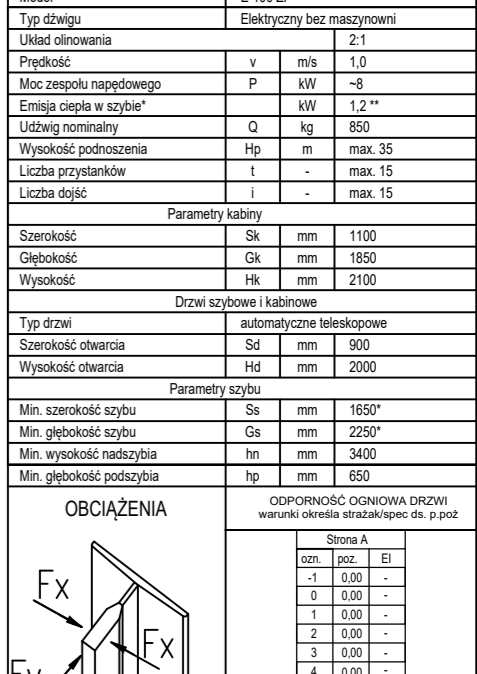 Typ dźwigu Elektryczny bez maszynowni
Układ olinowania 2:1
Prędkość v m/s 1,0
Moc zespołu napędowego P kW ~8
Emisja ciepła w szybie* kW 1,2 **
Udźwig nominalny Q kg 850
Wysokość podnoszenia Hp m max. 35
Liczba przystanków t - max. 15
Liczba dojść i - max. 15
Parametry kabiny
Szerokość Sk mm 1100
Głębokość Gk mm 1850
Wysokość Hk mm 2100
Drzwi szybowe i kabinowe
Typ drzwi automatyczne teleskopowe
Szerokość otwarcia Sd mm 900
Wysokość otwarcia Hd mm 2000
Parametry szybu
Min. szerokość szybu Ss mm 1650*
Min. głębokość szybu Gs mm 2250*
Min. wysokość nadszybia hn mm 3400
Min. głębokość podszybia hp mm 650
OBCIĄŻENIA
ODPORNOŚĆ OGNIOWA DRZWI
warunki określa strażak/spec ds. p.poż
Strona A
ozn. poz. EI
-1 0,00 -
0 0,00 -
1 0,00 -
2 0,00 -
3 0,00 -
4 0,00 -
Fx
Fx